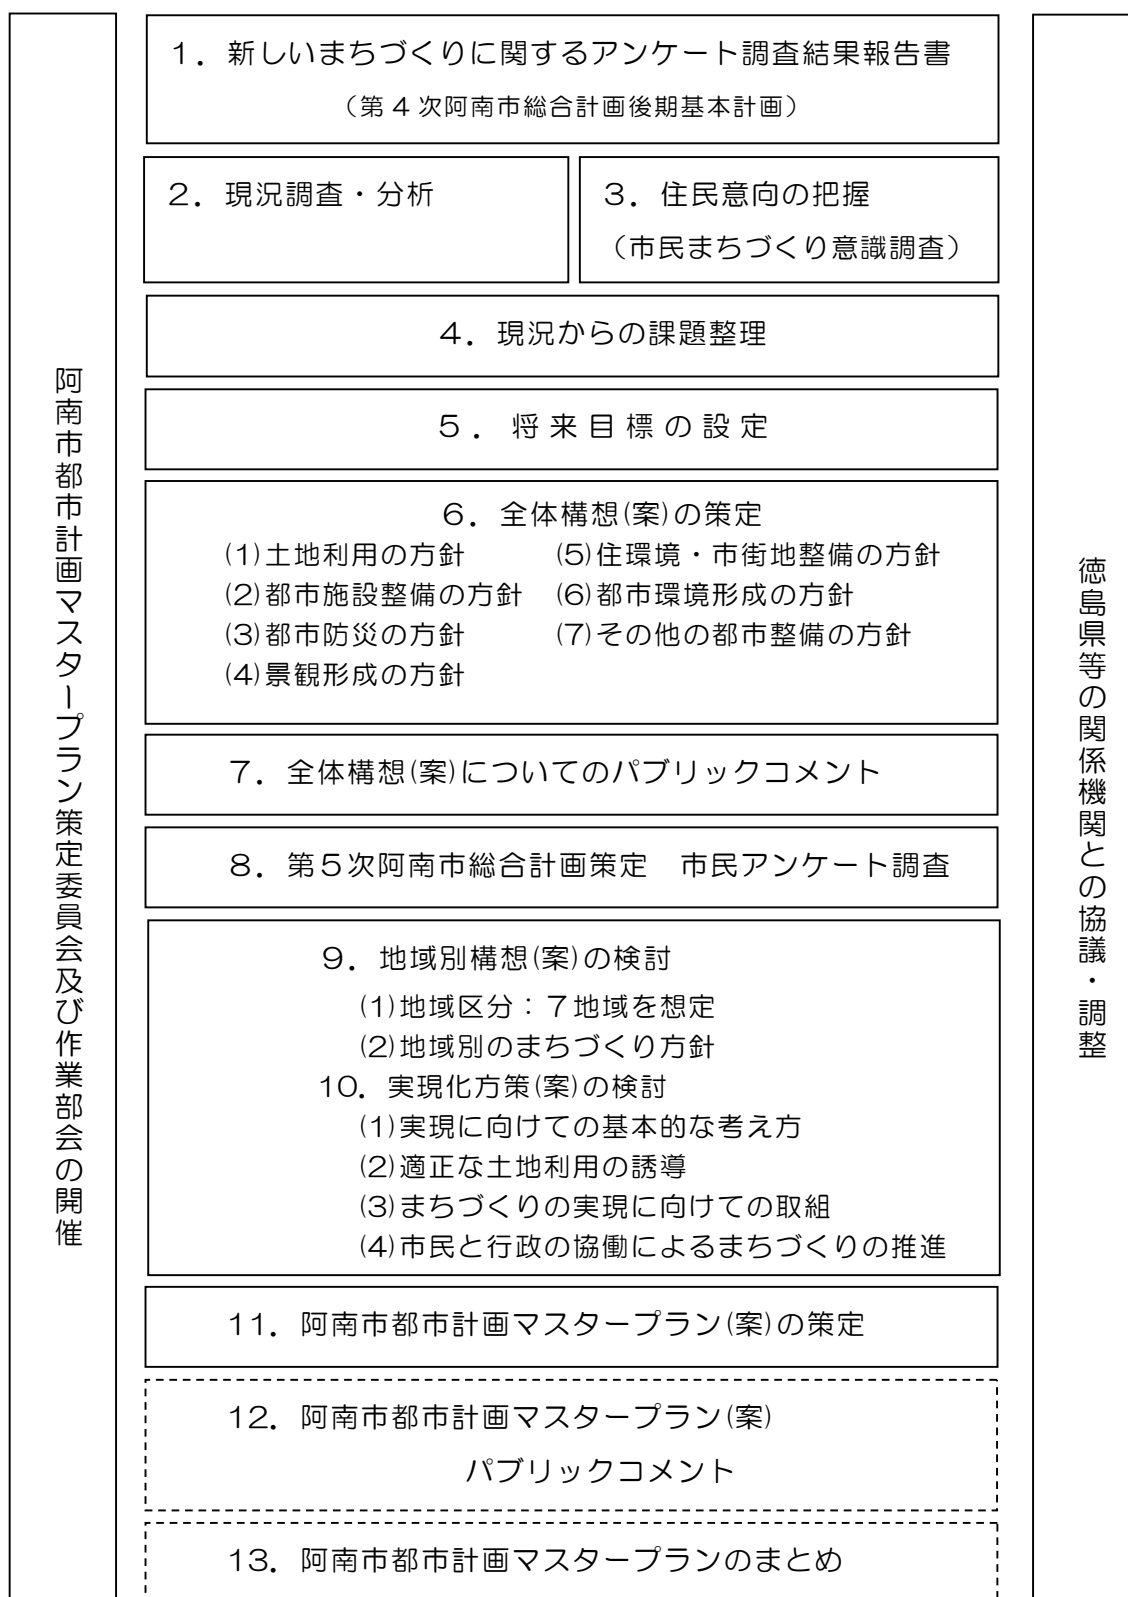 阿南市都市計画マスタープラン策定委員会及び作業部会の開催
１．新しいまちづくりに関するアンケート調査結果報告書
（第４次阿南市総合計画後期基本計画）
２．現況調査・分析
３．住民意向の把握
（市民まちづくり意識調査）
４．現況からの課題整理
５．将来目標の設定
６．全体構想(案)の策定
(1)土地利用の方針
(2)都市施設整備の方針
(3)都市防災の方針
(4)景観形成の方針
(5)住環境・市街地整備の方針
(6)都市環境形成の方針
(7)その他の都市整備の方針
７．全体構想(案)についてのパブリックコメント
８．第５次阿南市総合計画策定　市民アンケート調査
９．地域別構想(案)の検討
(1)地域区分：７地域を想定
(2)地域別のまちづくり方針
10．実現化方策(案)の検討
(1)実現に向けての基本的な考え方
(2)適正な土地利用の誘導
(3)まちづくりの実現に向けての取組
(4)市民と行政の協働によるまちづくりの推進
11．阿南市都市計画マスタープラン(案)の策定
12．阿南市都市計画マスタープラン(案)
パブリックコメント
13．阿南市都市計画マスタープランのまとめ
徳島県等の関係機関との協議・調整